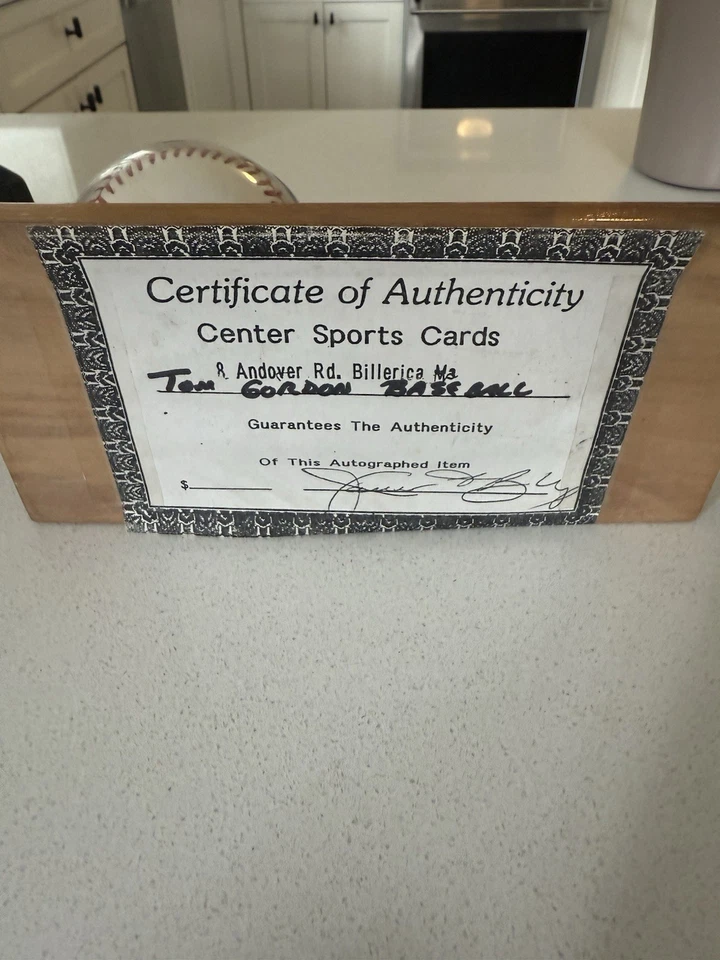 Certificate of Authenticity
Center Sports Cards
8 Andover Rd. Billerica Ma
Tom GORDON BASEBALL
Guarantees The Authenticity
Of This Autographed Item
$